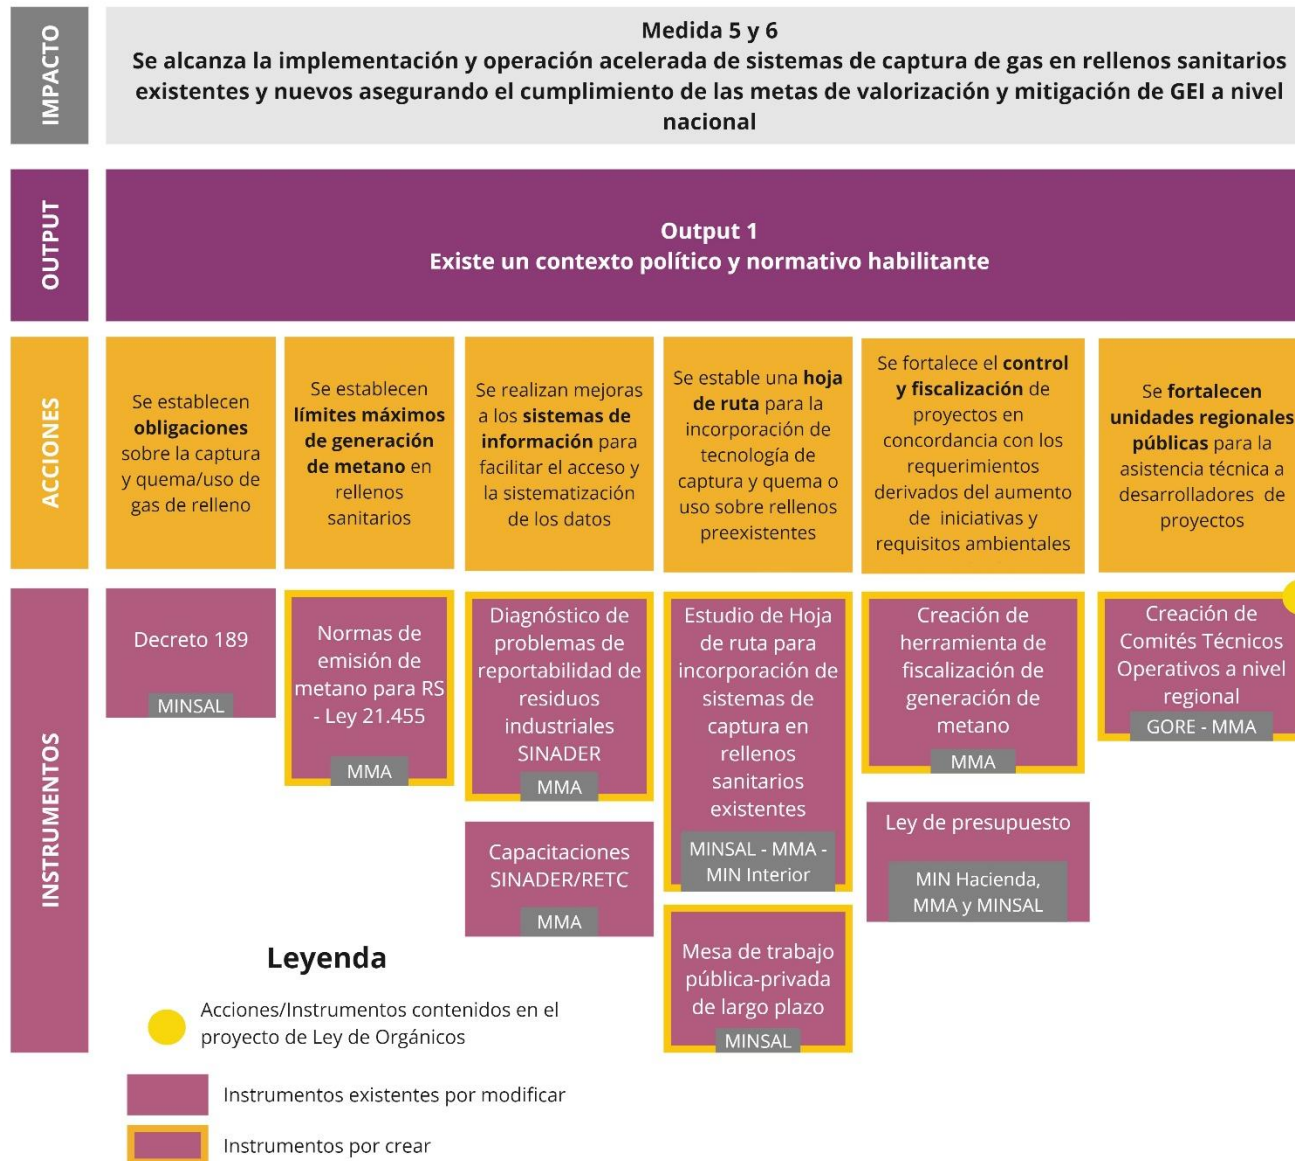 IMPACTO
Medida 5 y 6
Se alcanza la implementación y operación acelerada de sistemas de captura de gas en rellenos sanitarios
existentes y nuevos asegurando el cumplimiento de las metas de valorización y mitigación de GEI a nivel
nacional
OUTPUT
Output 1
Existe un contexto político y normativo habilitante
ACCIONES
Se establecen
obligaciones
sobre la captura
y quema/uso de
gas de relleno
Se establecen
límites máximos
de generación
de metano en
rellenos
sanitarios
Se realizan mejoras
a los sistemas de
información para
facilitar el acceso y
la sistematización
de los datos
Se estable una hoja
de ruta para la
incorporación de
tecnología de
captura y quema o
uso sobre rellenos
preexistentes
Se fortalece el control
y fiscalización de
proyectos en
concordancia con los
requerimientos
derivados del aumento
de iniciativas y
requisitos ambientales
Se fortalecen
unidades regionales
públicas para la
asistencia técnica a
desarrolladores de
proyectos
INSTRUMENTOS
Decreto 189
MINSAL
Normas de
emisión de
metano para RS
- Ley 21.455
MMA
Diagnóstico de
problemas de
reportabilidad de
residuos
industriales
SINADER
MMA
Capacitaciones
SINADER/RETC
MMA
Estudio de Hoja
de ruta para
incorporación de
sistemas de
captura en
rellenos
sanitarios
existentes
MINSAL - MMA -
MIN Interior
Mesa de trabajo
pública-privada
de largo plazo
MINSAL
Creación de
herramienta de
fiscalización de
generación de
metano
MMA
Ley de presupuesto
MIN Hacienda,
MMA y MINSAL
Creación de
Comités Técnicos
Operativos a nivel
regional
GORE - MMA
Leyenda
Acciones/Instrumentos contenidos en el
proyecto de Ley de Orgánicos
Instrumentos existentes por modificar
Instrumentos por crear